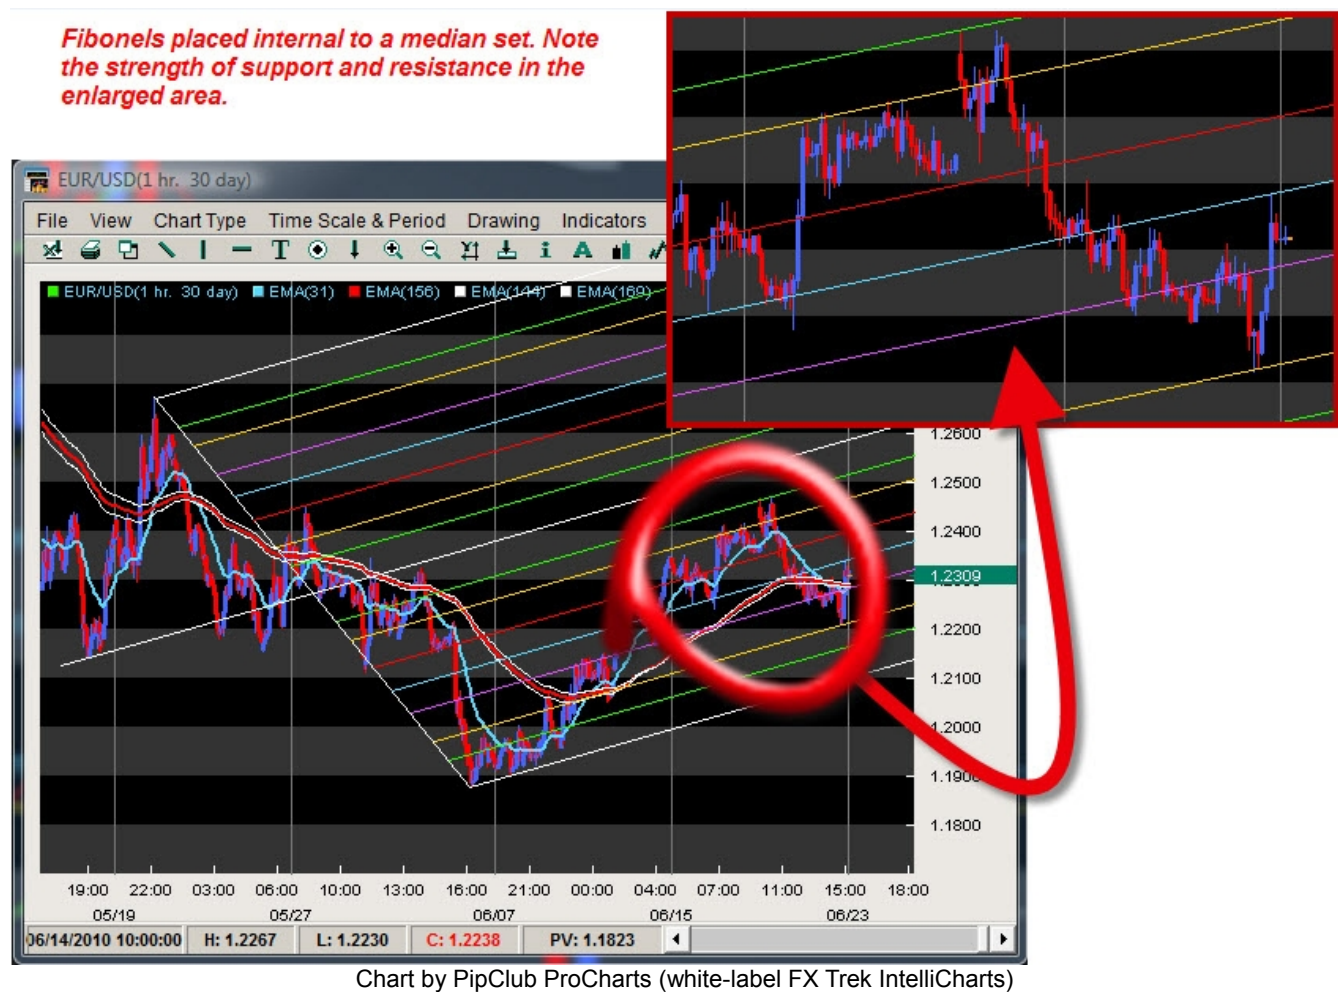 Fibonels placed internal to a median set. Note
the strength of support and resistance in the
enlarged area.
EUR/USD(1 hr.  30 day)
File View Chart Type Time Scale & Period Drawing Indicators
EUR/USD(1 hr. 30 day) EMA(31) EMA(156) EMA(144) EMA(169)
1.2600
1.2500
1.2400
1.2309
1.2200
1.2100
1.2000
1.1900
1.1800
19:00 22:00 03:00 06:00 10:00 13:00 16:00 21:00 00:00 04:00 07:00 11:00 15:00 18:00
05/19 05/27 06/07 06/15 06/23
06/14/2010 10:00:00 H: 1.2267 L: 1.2230 C: 1.2238 PV: 1.1823
Chart by PipClub ProCharts (white-label FX Trek IntelliCharts)